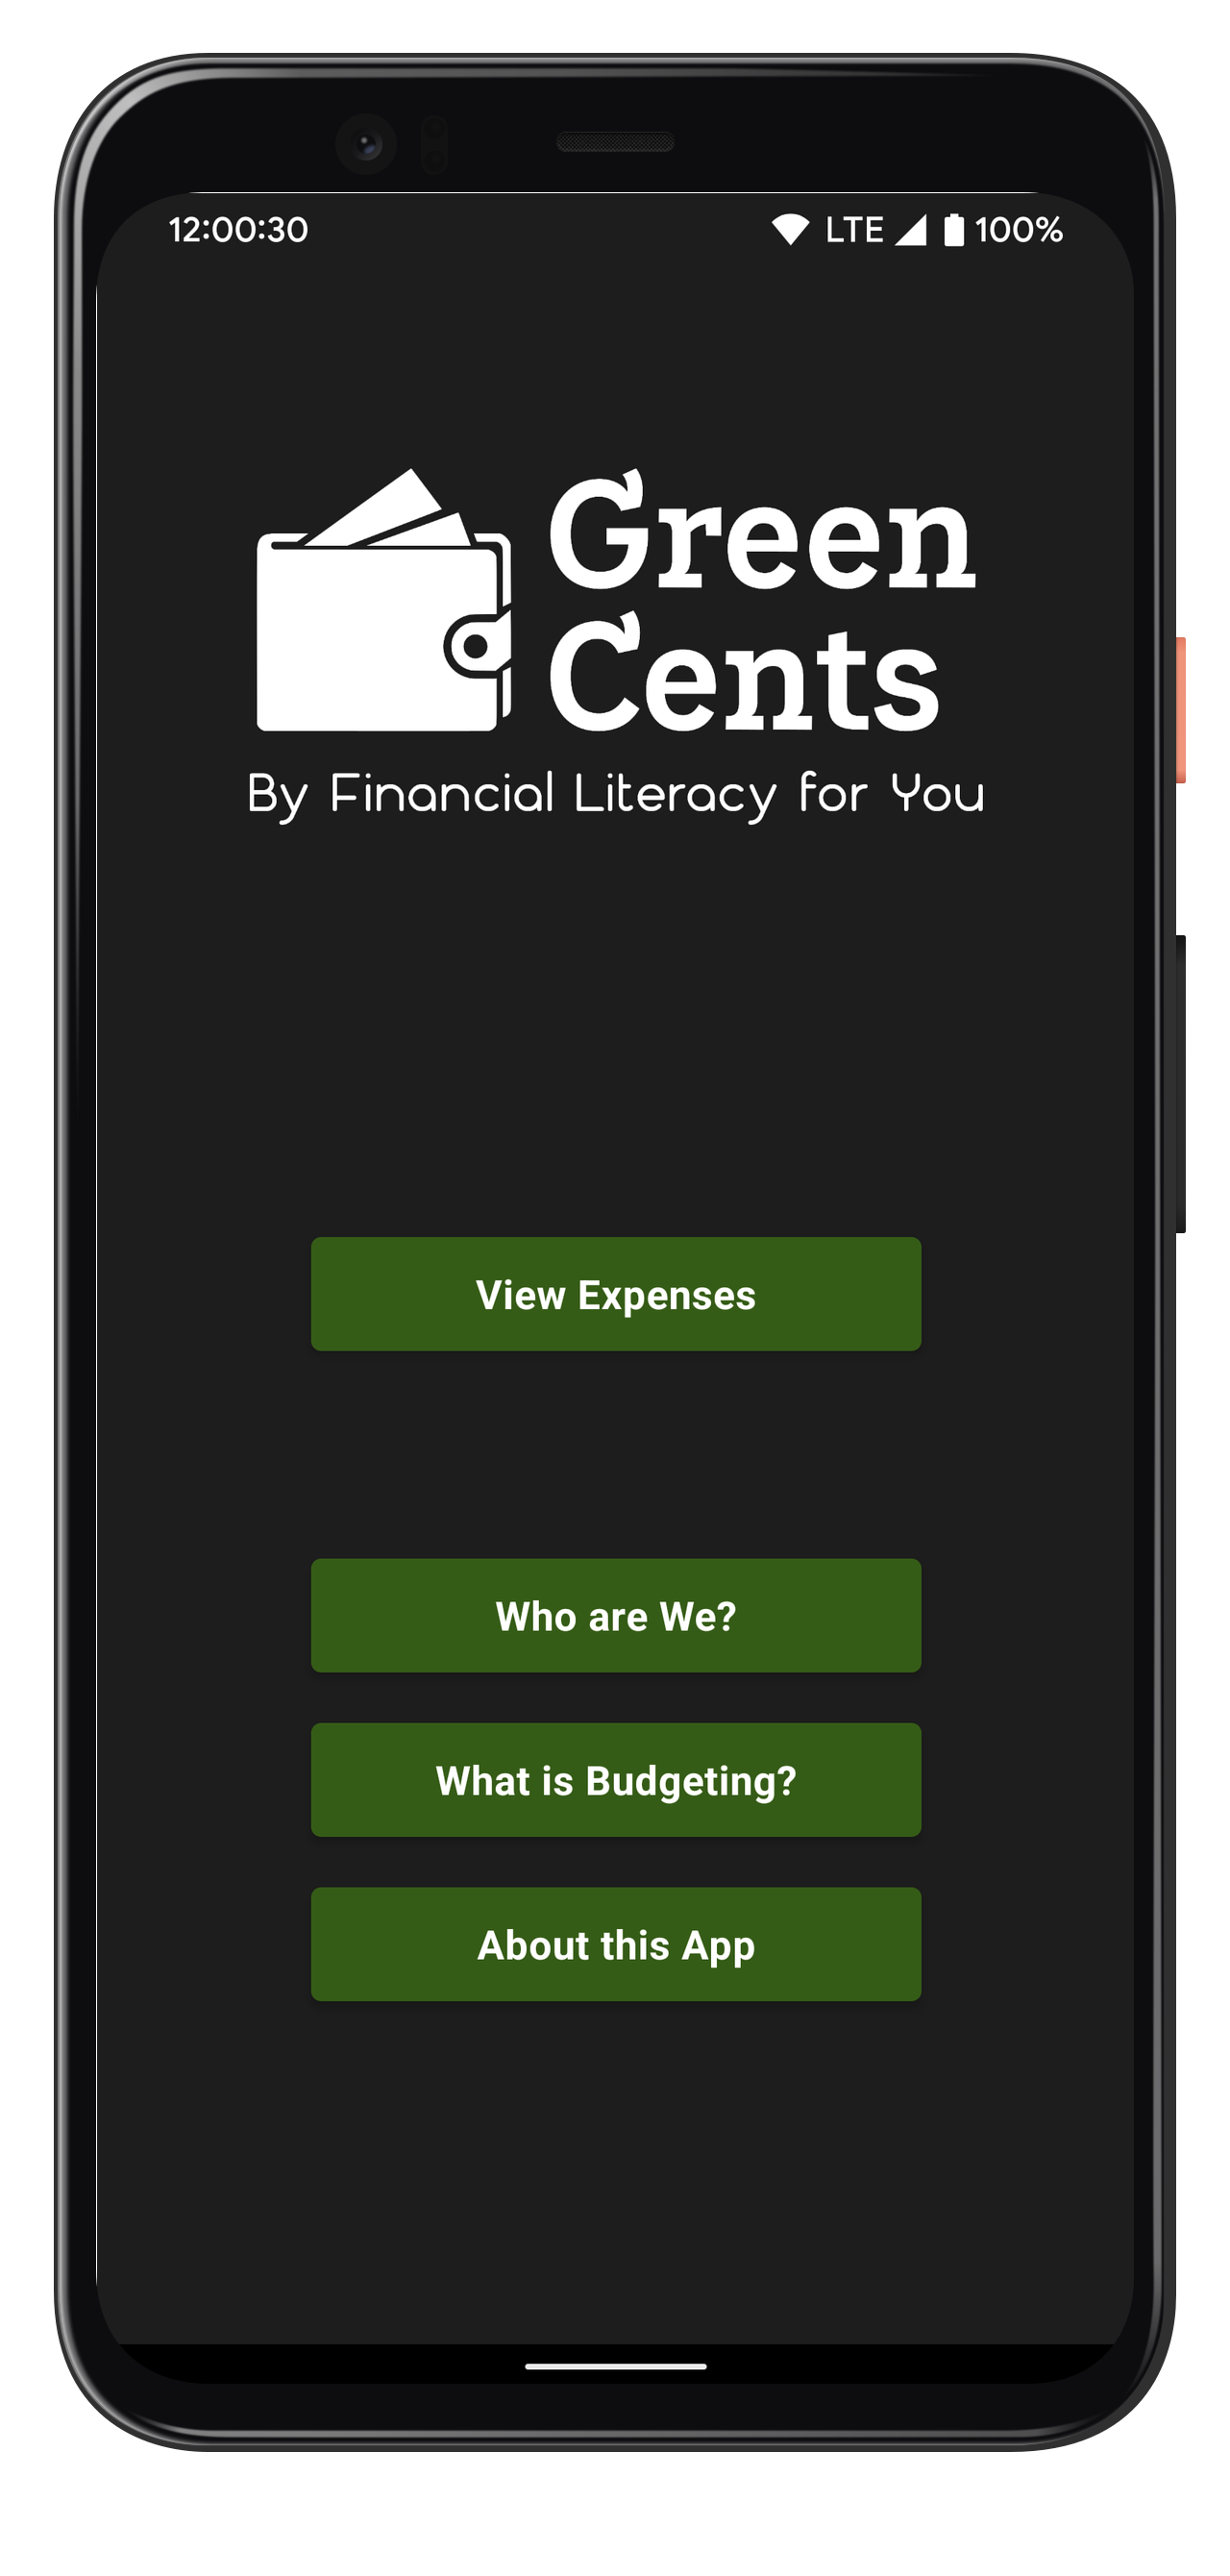 12:00:30 LTE 100%
Green
Cents
By Financial Literacy for You
View Expenses
Who are We?
What is Budgeting?
About this App